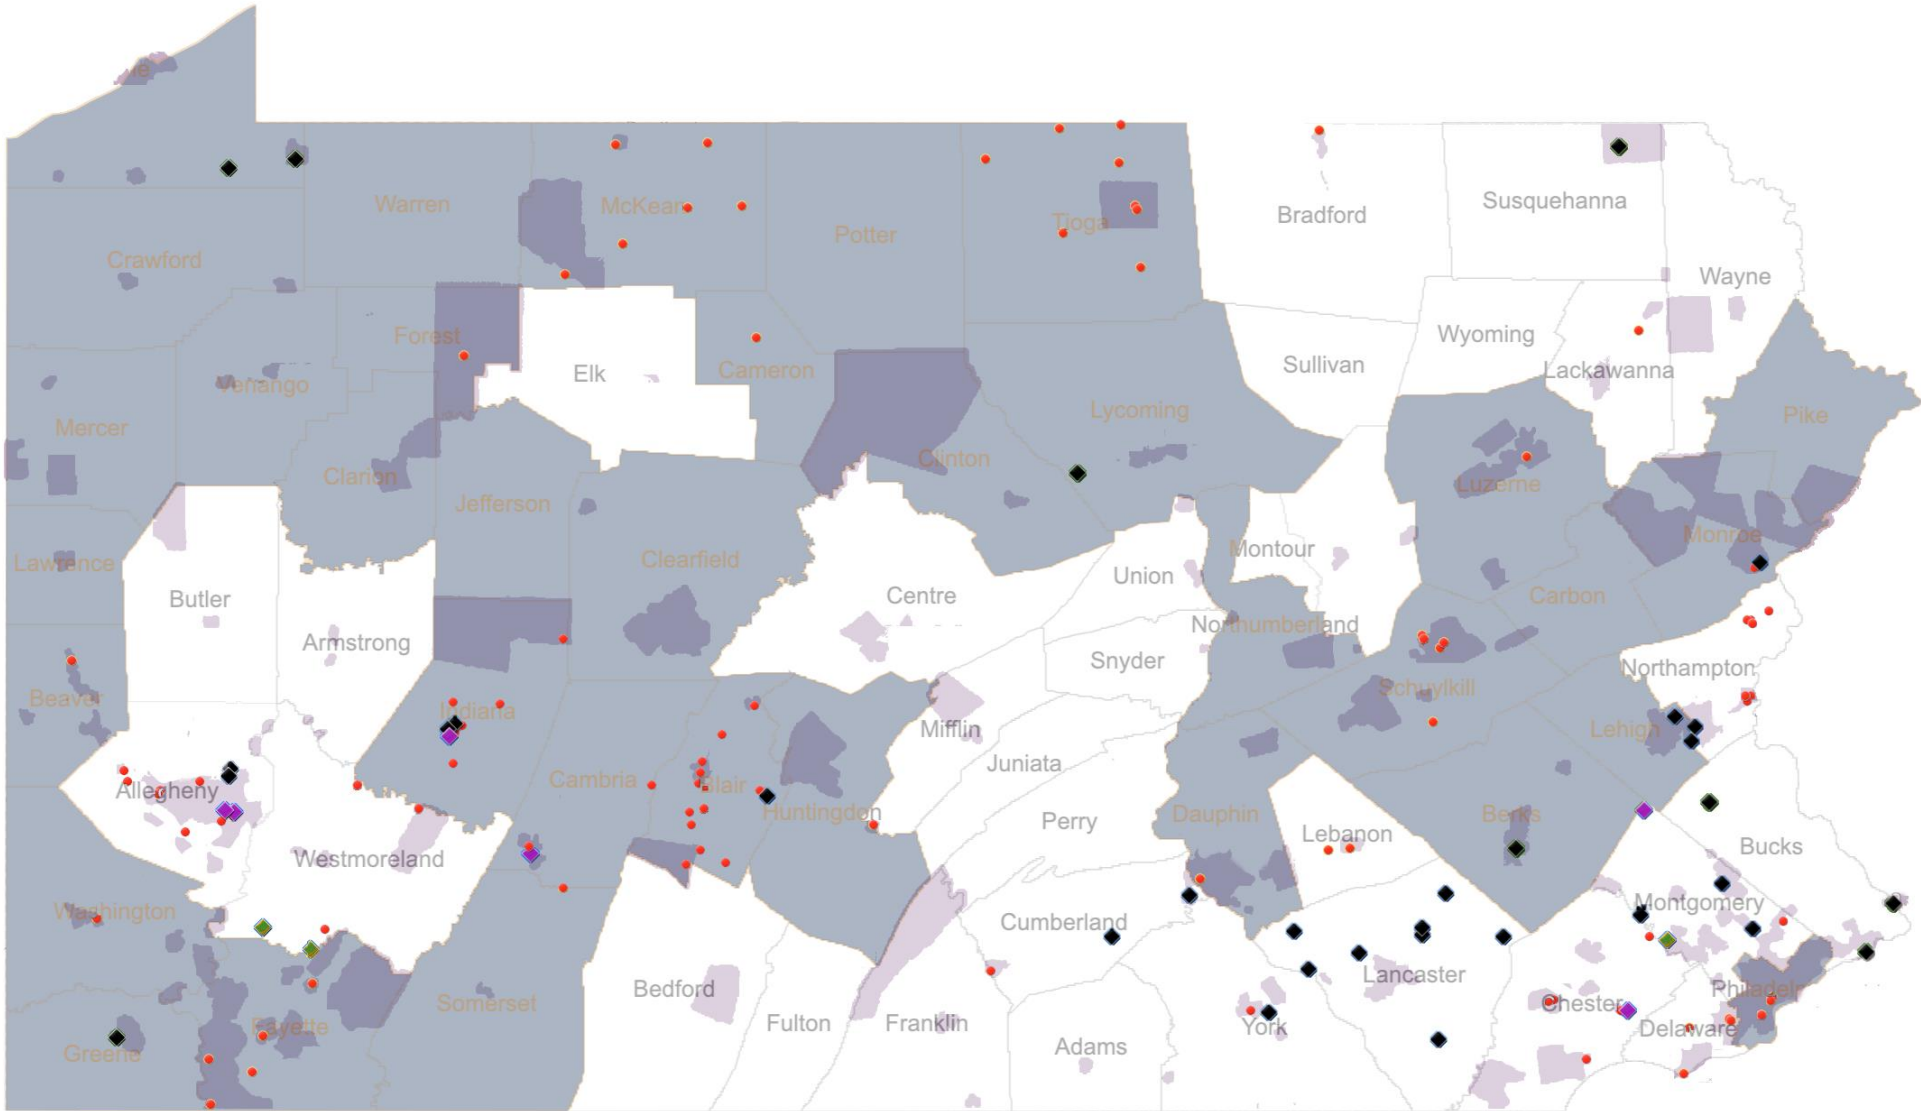 Warren
McKean
Susquehanna
Bradford
Tioga
Potter
Crawford
Wayne
Forest
Wyoming
Sullivan
Elk
Cameron
Lackawanna
Venango
Lycoming
Pike
Mercer
Clinton
Clarion
Luzerne
Jefferson
Monroe
Montour
Clearfield
Lawrence
Union
Centre
Carbon
Butler
Northumberland
Armstrong
Snyder
Northampton
Schuylkill
Beaver
Indiana
Mifflin
Lehigh
Juniata
Cambria
Blair
Allegheny
Huntingdon
Dauphin
Berks
Perry
Lebanon
Bucks
Westmoreland
Montgomery
Washington
Cumberland
Lancaster
Bedford
Somerset
Chester
Fulton
Franklin
York
Fayette
Delaware
Adams
Greene